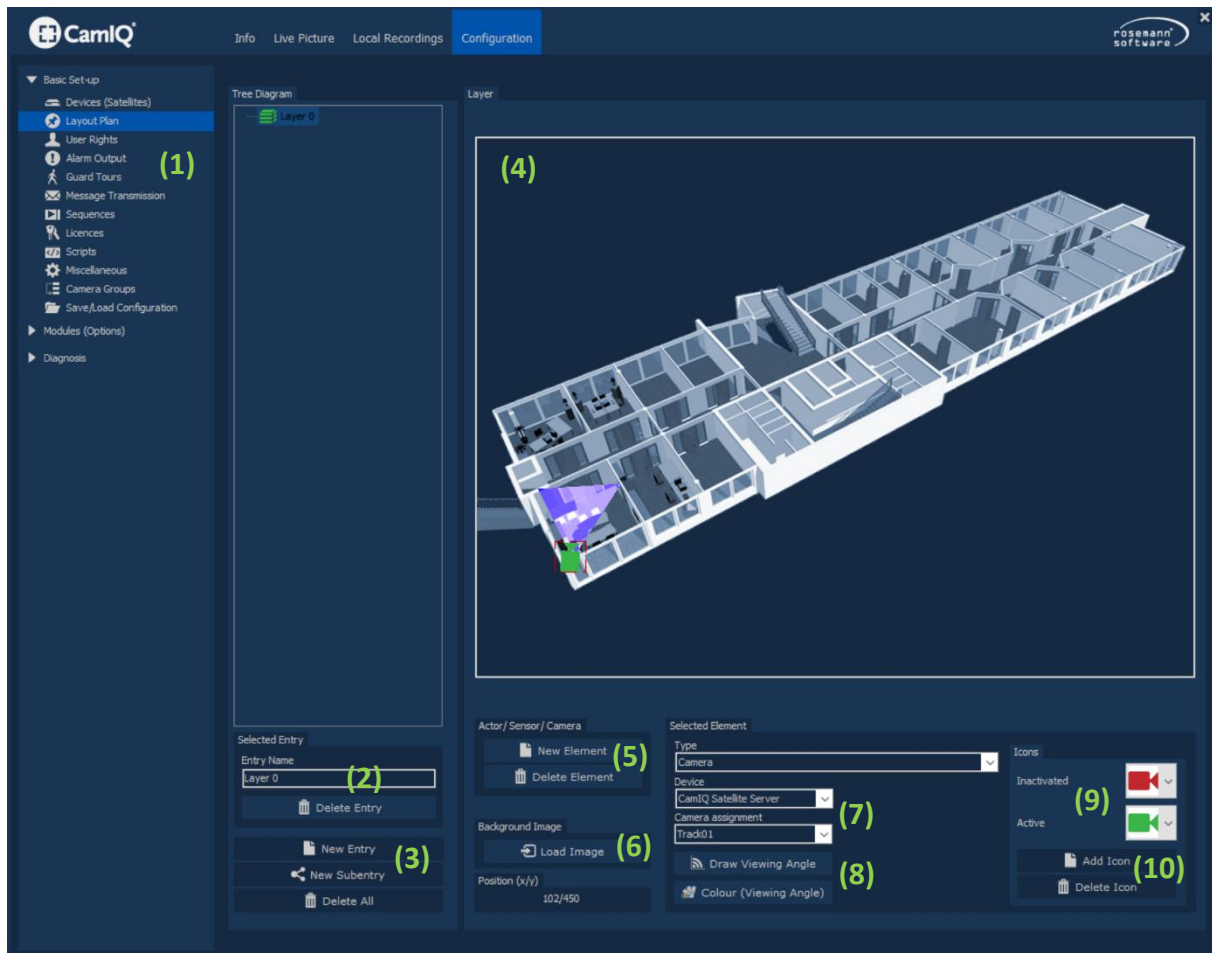 CamIQ
Info Live Picture Local Recordings Configuration
rosemann
software
Basic Set-up
Devices (Satellites)
Layout Plan
User Rights
Alarm Output
Guard Tours
Message Transmission
Sequences
Licences
Scripts
Miscellaneous
Camera Groups
Save/Load Configuration
Modules (Options)
Diagnosis
(1)
Tree Diagram
Layer 0
Selected Entry
Entry Name
Layer 0
(2)
Delete Entry
New Entry
New Subentry
(3)
Delete All
Layer
(4)
Actor/ Sensor/ Camera
New Element
(5)
Delete Element
Background Image
Load Image
(6)
Position (x/y)
102/450
Selected Element
Type
Camera
Device
CamIQ Satellite Server
Camera assignment
Track01
(7)
Draw Viewing Angle
(8)
Colour (Viewing Angle)
Icons
Inactivated
(9)
Active
Add Icon
(10)
Delete Icon